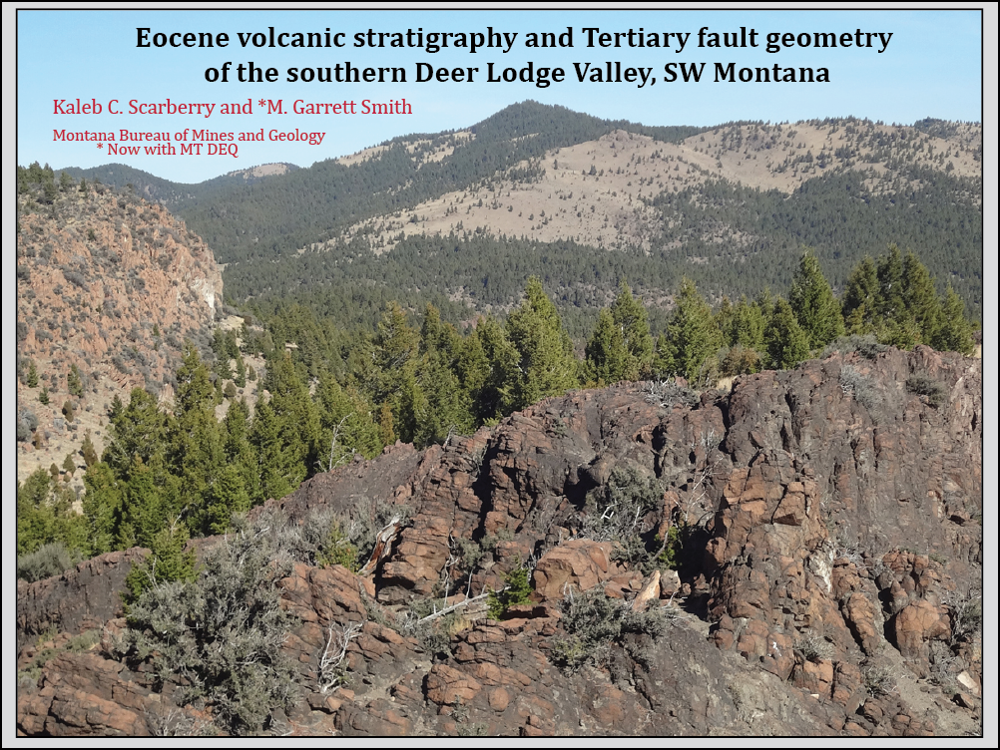 Eocene volcanic stratigraphy and Tertiary fault geometry
of the southern Deer Lodge Valley, SW Montana
Kaleb C. Scarberry and *M. Garrett Smith
Montana Bureau of Mines and Geology
* Now with MT DEQ